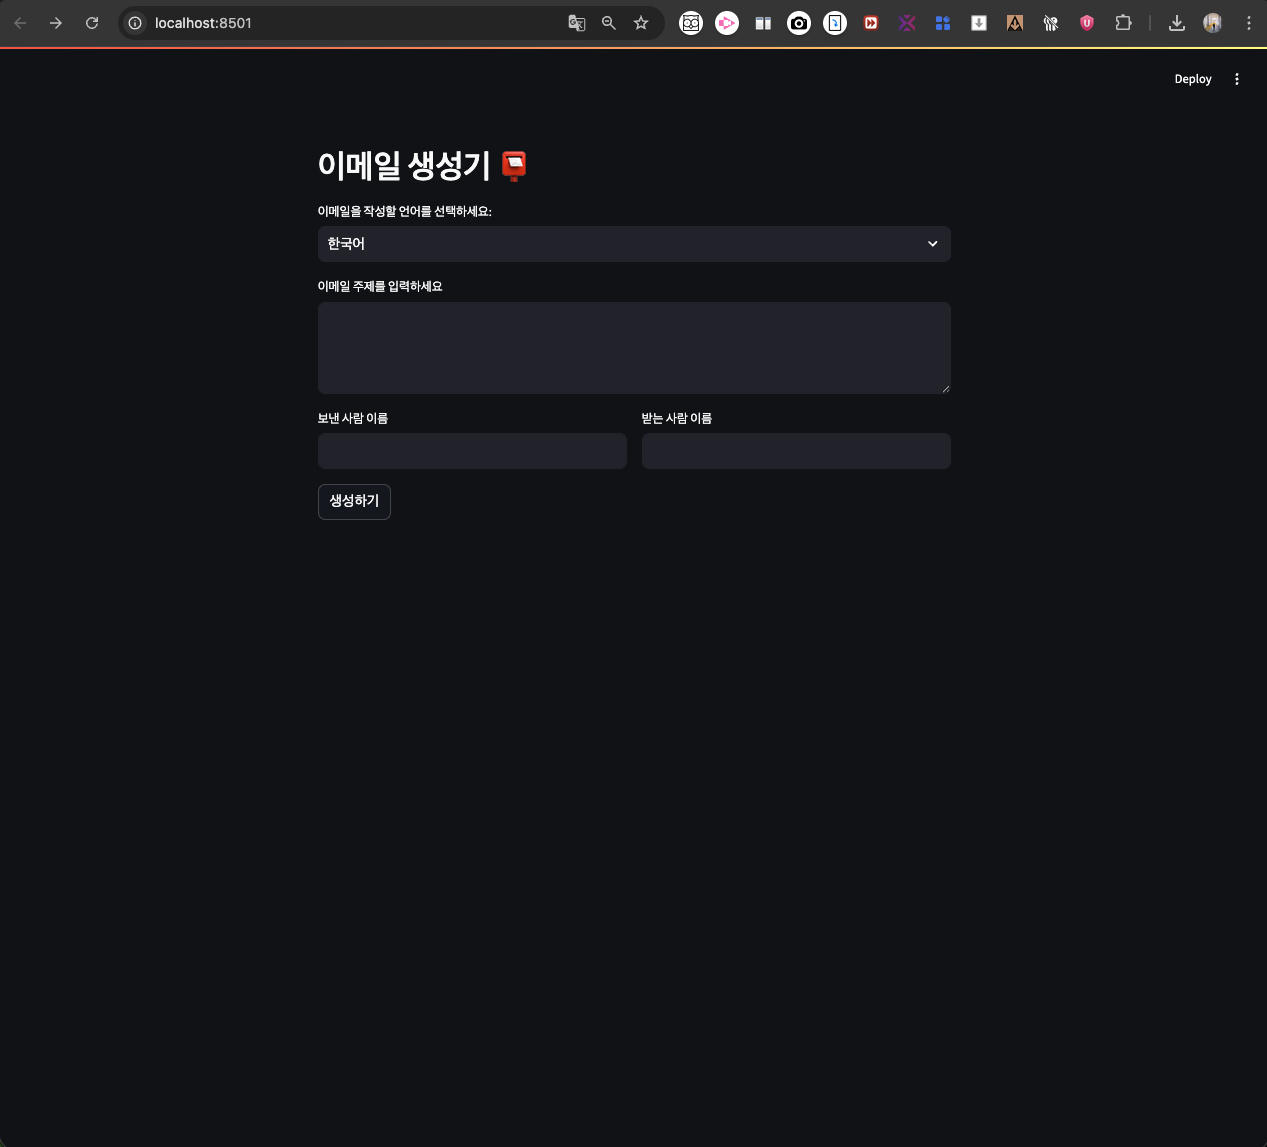 localhost:8501
Deploy
이메일 생성기 📮
이메일을 작성할 언어를 선택하세요:
한국어
이메일 주제를 입력하세요
보낸 사람 이름
받는 사람 이름
생성하기